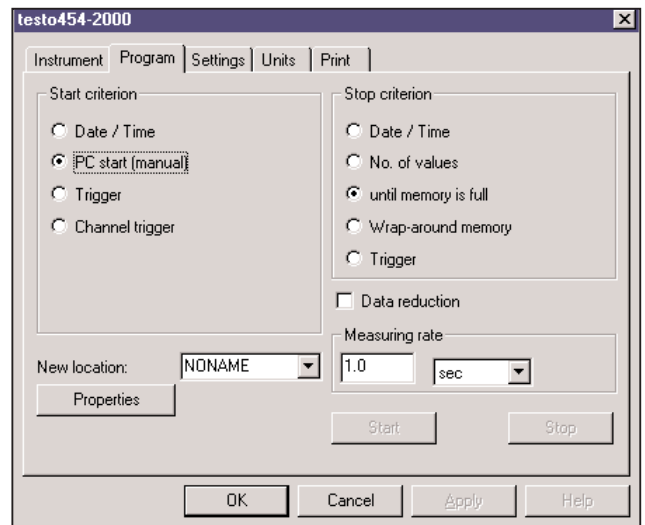 testo454-2000
Instrument Program Settings Units Print
Start criterion
Date / Time
PC start (manual)
Trigger
Channel trigger
Stop criterion
Date / Time
No. of values
until memory is full
Wrap-around memory
Trigger
Data reduction
Measuring rate
1.0 sec
New location: NONAME
Properties
Start Stop
OK Cancel Apply Help